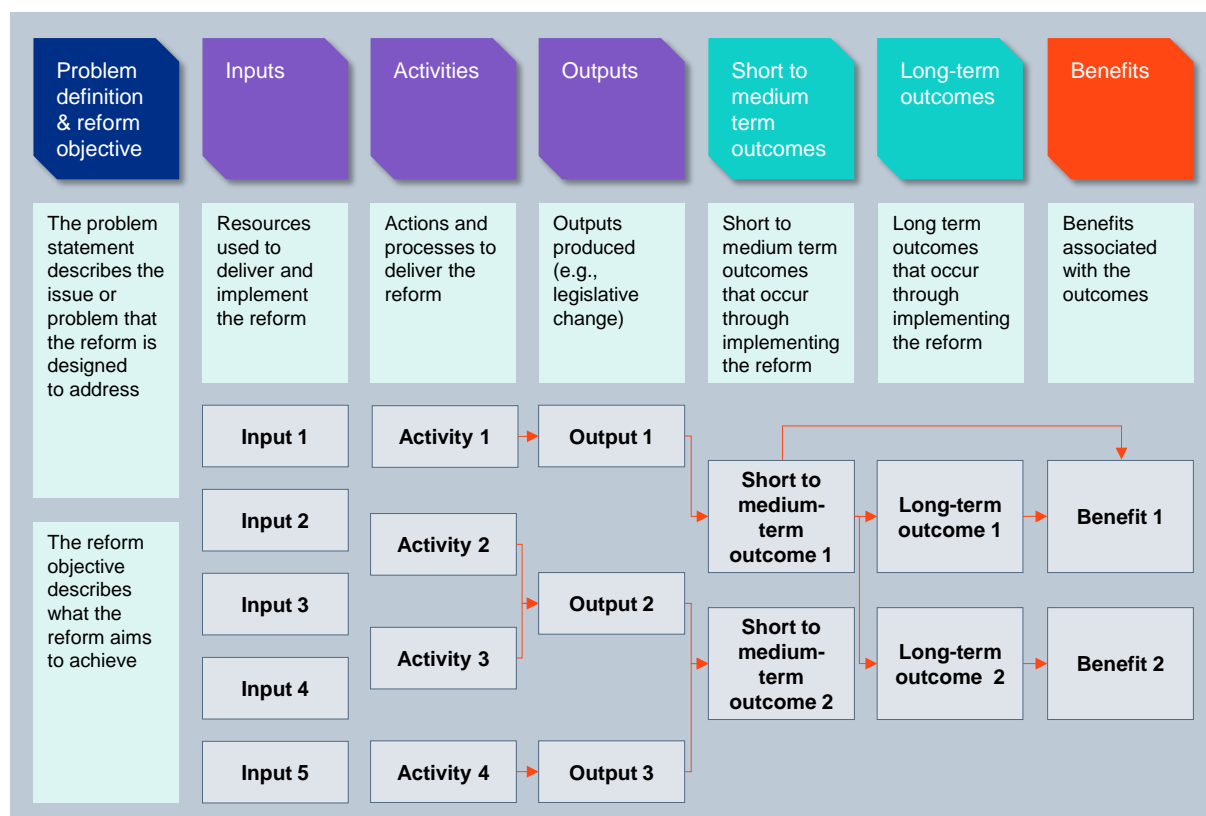 Problem
definition
& reform
objective
Inputs
Activities
Outputs
Short to
medium
term
outcomes
Long-term
outcomes
Benefits
The problem
statement
describes the
issue or
problem that
the reform is
designed
to address
Resources
used to
deliver and
implement
the reform
Actions and
processes to
deliver the
reform
Outputs
produced
(e.g.,
legislative
change)
Short to
medium term
outcomes
that occur
through
implementing
the reform
Long term
outcomes
that occur
through
implementing
the reform
Benefits
associated
with the
outcomes
The reform
objective
describes
what the
reform aims
to achieve
Input 1
Input 2
Input 3
Input 4
Input 5
Activity 1
Activity 2
Activity 3
Activity 4
Output 1
Output 2
Output 3
Short to
medium-
term
outcome 1
Short to
medium-
term
outcome 2
Long-term
outcome 1
Long-term
outcome 2
Benefit 1
Benefit 2